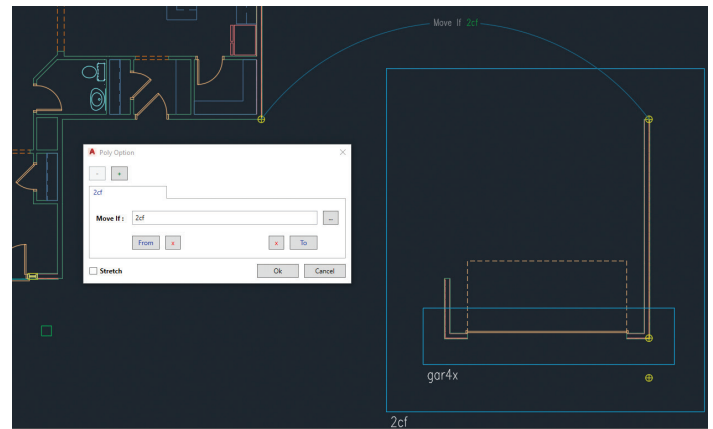 Move If 2cf
A Poly Option
- +
2cf
Move If : 2cf ...
From x x To
Stretch Ok Cancel
gar4x
2cf